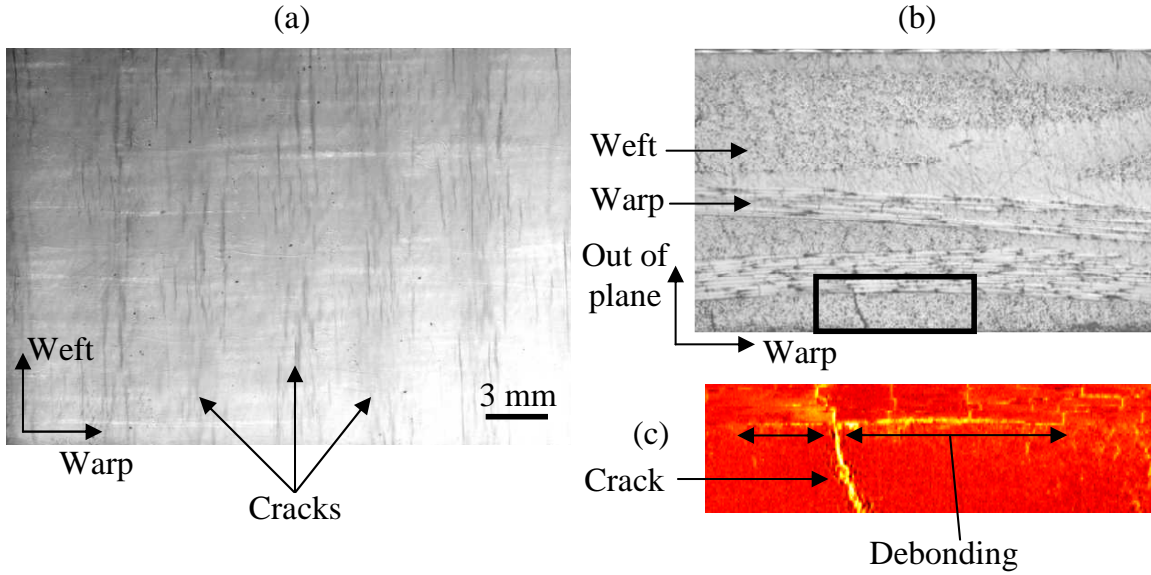 (a)
Weft
Warp
3 mm
Cracks
(b)
Weft
Warp
Out of
plane
Warp
(c)
Crack
Debonding